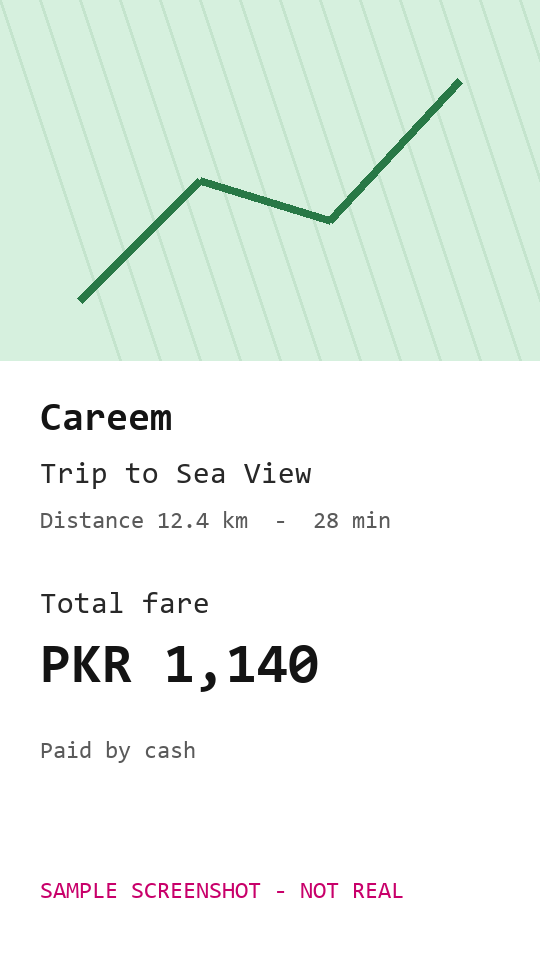 Careem
Trip to Sea View
Distance 12.4 km - 28 min
Total fare
PKR 1,140
Paid by cash
SAMPLE SCREENSHOT - NOT REAL